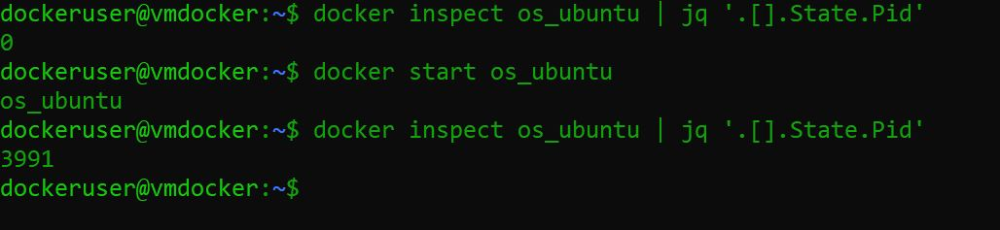 dockeruser@vmdocker:~$ docker inspect os_ubuntu | jq '.[].State.Pid'
0
dockeruser@vmdocker:~$ docker start os_ubuntu
os_ubuntu
dockeruser@vmdocker:~$ docker inspect os_ubuntu | jq '.[].State.Pid'
3991
dockeruser@vmdocker:~$